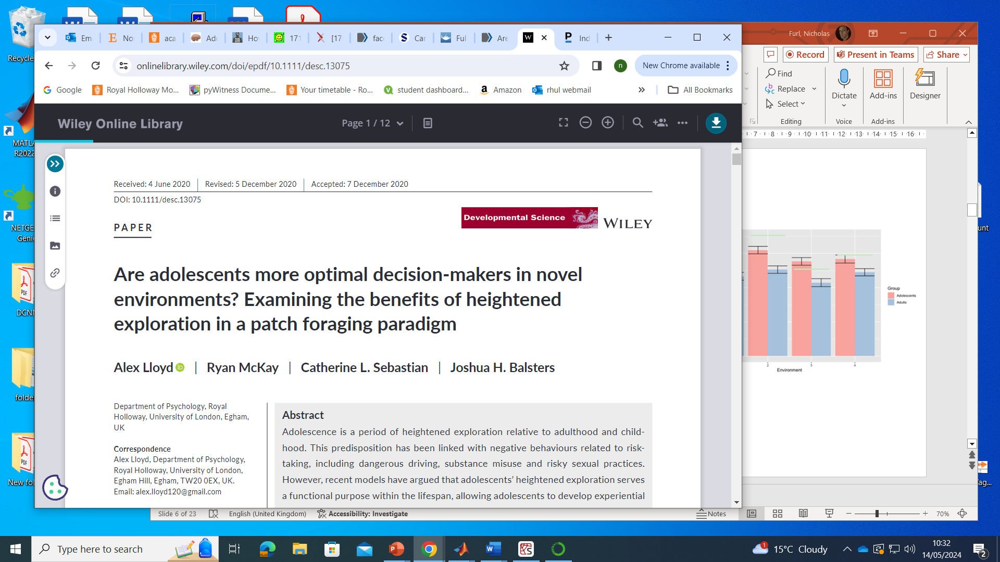 Recycle
MATLA
R2022
NETGE
Genie
PDF
DCNN
folde
PDF
New fol
Em
No
aca
Ado
Ho
171
[17
fac
Car
Ful
Are
Ind
onlinelibrary.wiley.com/doi/epdf/10.1111/desc.13075
n
New Chrome available
Google
Royal Holloway Mo...
pyWitness Docume...
Your timetable - Ro...
student dashboard...
Amazon
rhul webmail
All Bookmarks
Wiley Online Library
Page 1 / 12
Received: 4 June 2020
Revised: 5 December 2020
Accepted: 7 December 2020
DOI: 10.1111/desc.13075
PAPER
Developmental Science
WILEY
Are adolescents more optimal decision-makers in novel
environments? Examining the benefits of heightened
exploration in a patch foraging paradigm
Alex Lloyd | Ryan McKay | Catherine L. Sebastian | Joshua H. Balsters
Department of Psychology, Royal
Holloway, University of London, Egham,
UK
Correspondence
Alex Lloyd, Department of Psychology,
Royal Holloway, University of London,
Egham Hill, Egham, TW20 0EX, UK.
Email: alex.lloyd120@gmail.com
Abstract
Adolescence is a period of heightened exploration relative to adulthood and child-
hood. This predisposition has been linked with negative behaviours related to risk-
taking, including dangerous driving, substance misuse and risky sexual practices.
However, recent models have argued that adolescents’ heightened exploration serves
a functional purpose within the lifespan, allowing adolescents to develop experiential
Furl, Nicholas
Record
Present in Teams
Share
Find
Replace
Select
Editing
Dictate
Voice
Add-ins
Add-ins
Designer
7 8 9 10 11 12 13 14 15 16
Group
Adolescents
Adults
2 3 4
Environment
unt
ag...
Slide 6 of 23
English (United Kingdom)
Accessibility: Investigate
Notes
70%
Type here to search
1
15°C Cloudy
10:32
14/05/2024
2